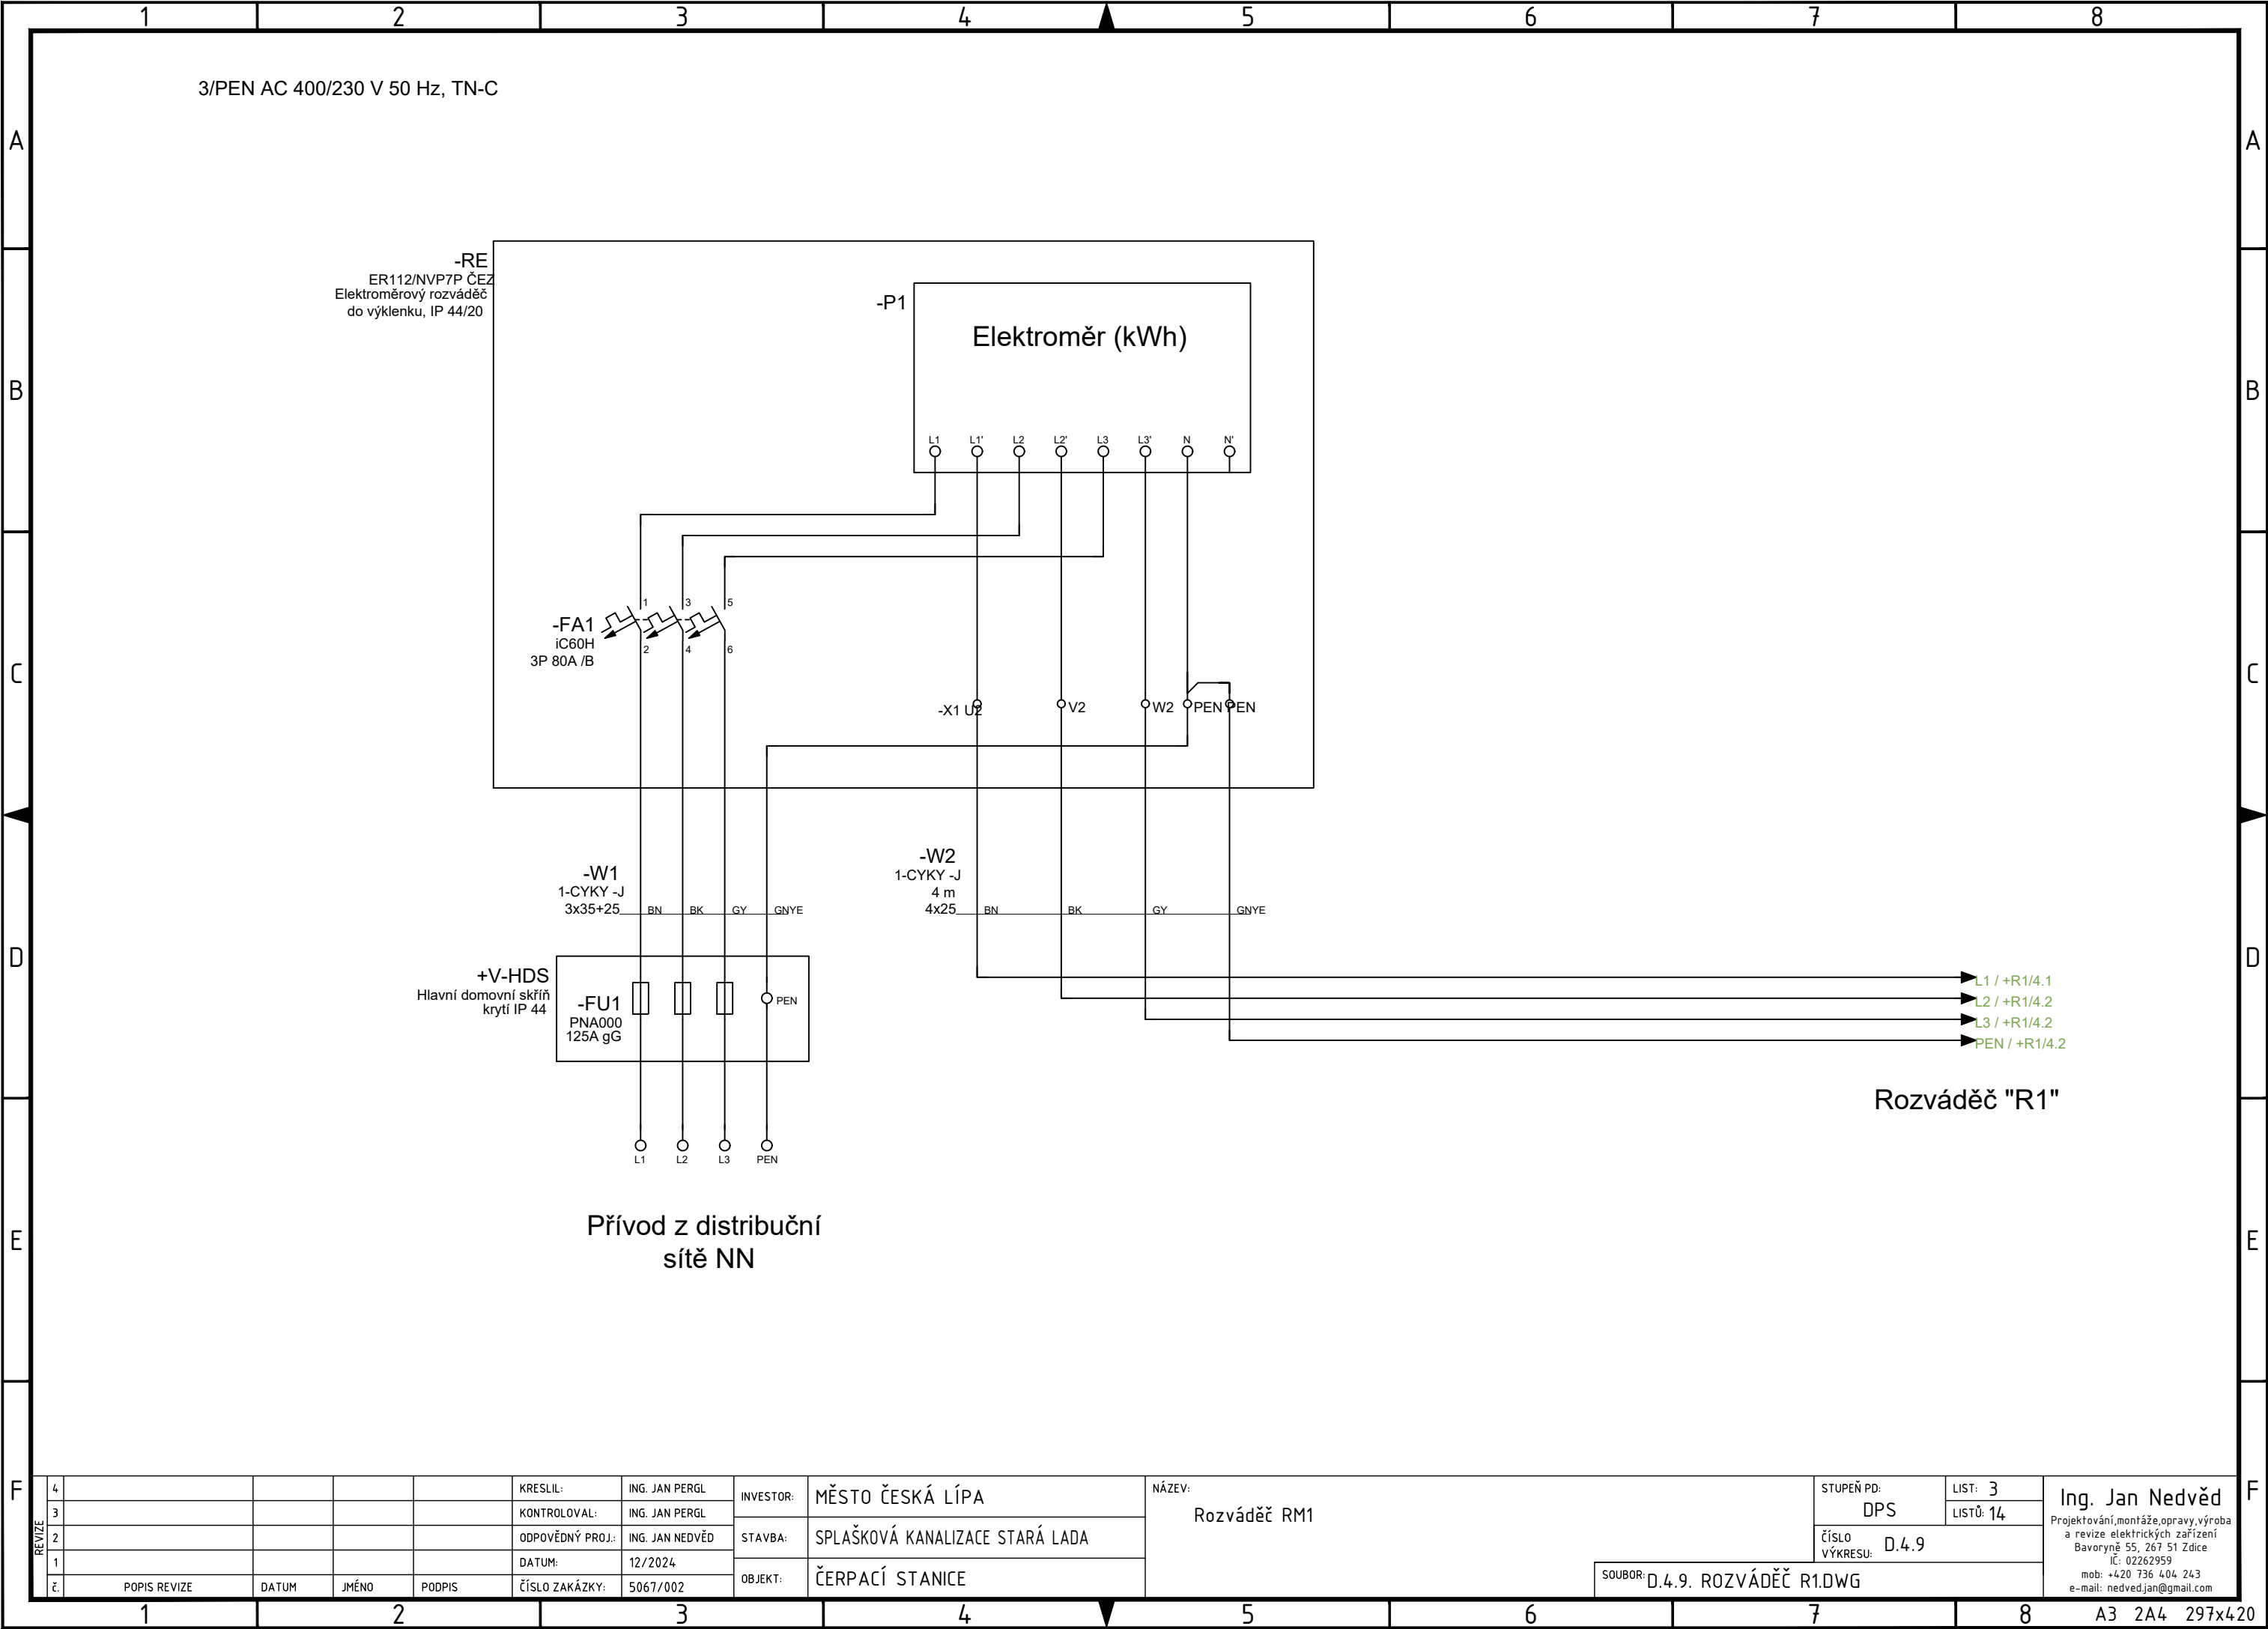 1 2 3 4 5 6 7 8
3/PEN AC 400/230 V 50 Hz, TN-C
A A
-RE
ER112/NVP7P ČEZ
Elektroměrový rozváděč
do výklenku, IP 44/20
-P1
Elektroměr (kWh)
B B
L1 L1' L2 L2' L3 L3' N N'
1 3 5
-FA1
iC60H
3P 80A /B
2 4 6
C C
-X1 U2 V2 W2 PEN PEN
-W1
1-CYKY -J
3x35+25
BN BK GY GNYE
-W2
1-CYKY -J
4 m
4x25
BN BK GY GNYE
D D
+V-HDS
Hlavní domovní skříň
krytí IP 44
-FU1
PNA000
125A gG
PEN
L1 / +R1/4.1
L2 / +R1/4.2
L3 / +R1/4.2
PEN / +R1/4.2
Rozváděč "R1"
L1 L2 L3 PEN
Přívod z distribuční
sítě NN
E E
F F
REVIZE
4
3
2
1
č. POPIS REVIZE DATUM JMÉNO PODPIS
KRESLIL: ING. JAN PERGL
KONTROLOVAL: ING. JAN PERGL
ODPOVĚDNÝ PROJ.: ING. JAN NEDVĚD
DATUM: 12/2024
ČÍSLO ZAKÁZKY: 5067/002
INVESTOR: MĚSTO ČESKÁ LÍPA
STAVBA: SPLAŠKOVÁ KANALIZACE STARÁ LADA
OBJEKT: ČERPACÍ STANICE
NÁZEV:
Rozváděč RM1
STUPEŇ PD:
DPS
LIST: 3
LISTŮ: 14
ČÍSLO
VÝKRESU: D.4.9
SOUBOR: D.4.9. ROZVÁDĚČ R1.DWG
Ing. Jan Nedvěd
Projektování,montáže,opravy,výroba
a revize elektrických zařízení
Bavoryně 55, 267 51 Zdice
IČ: 02262959
mob: +420 736 404 243
e-mail: nedved.jan@gmail.com
1 2 3 4 5 6 7 8
A3 2A4 297x420